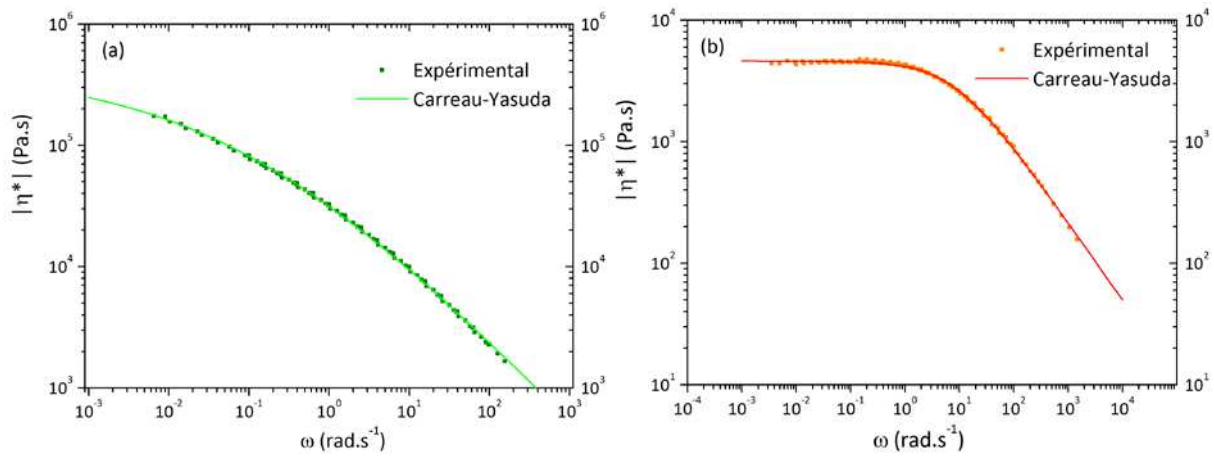 (a)
Expérimental
Carreau-Yasuda
10^6
10^5
10^4
10^3
10^6
10^5
10^4
10^3
|η*| (Pa.s)
10^-3 10^-2 10^-1 10^0 10^1 10^2 10^3
ω (rad.s^-1)
(b)
Expérimental
Carreau-Yasuda
10^4
10^3
10^2
10^1
10^4
10^3
10^2
10^1
|η*| (Pa.s)
10^-4 10^-3 10^-2 10^-1 10^0 10^1 10^2 10^3 10^4
ω (rad.s^-1)